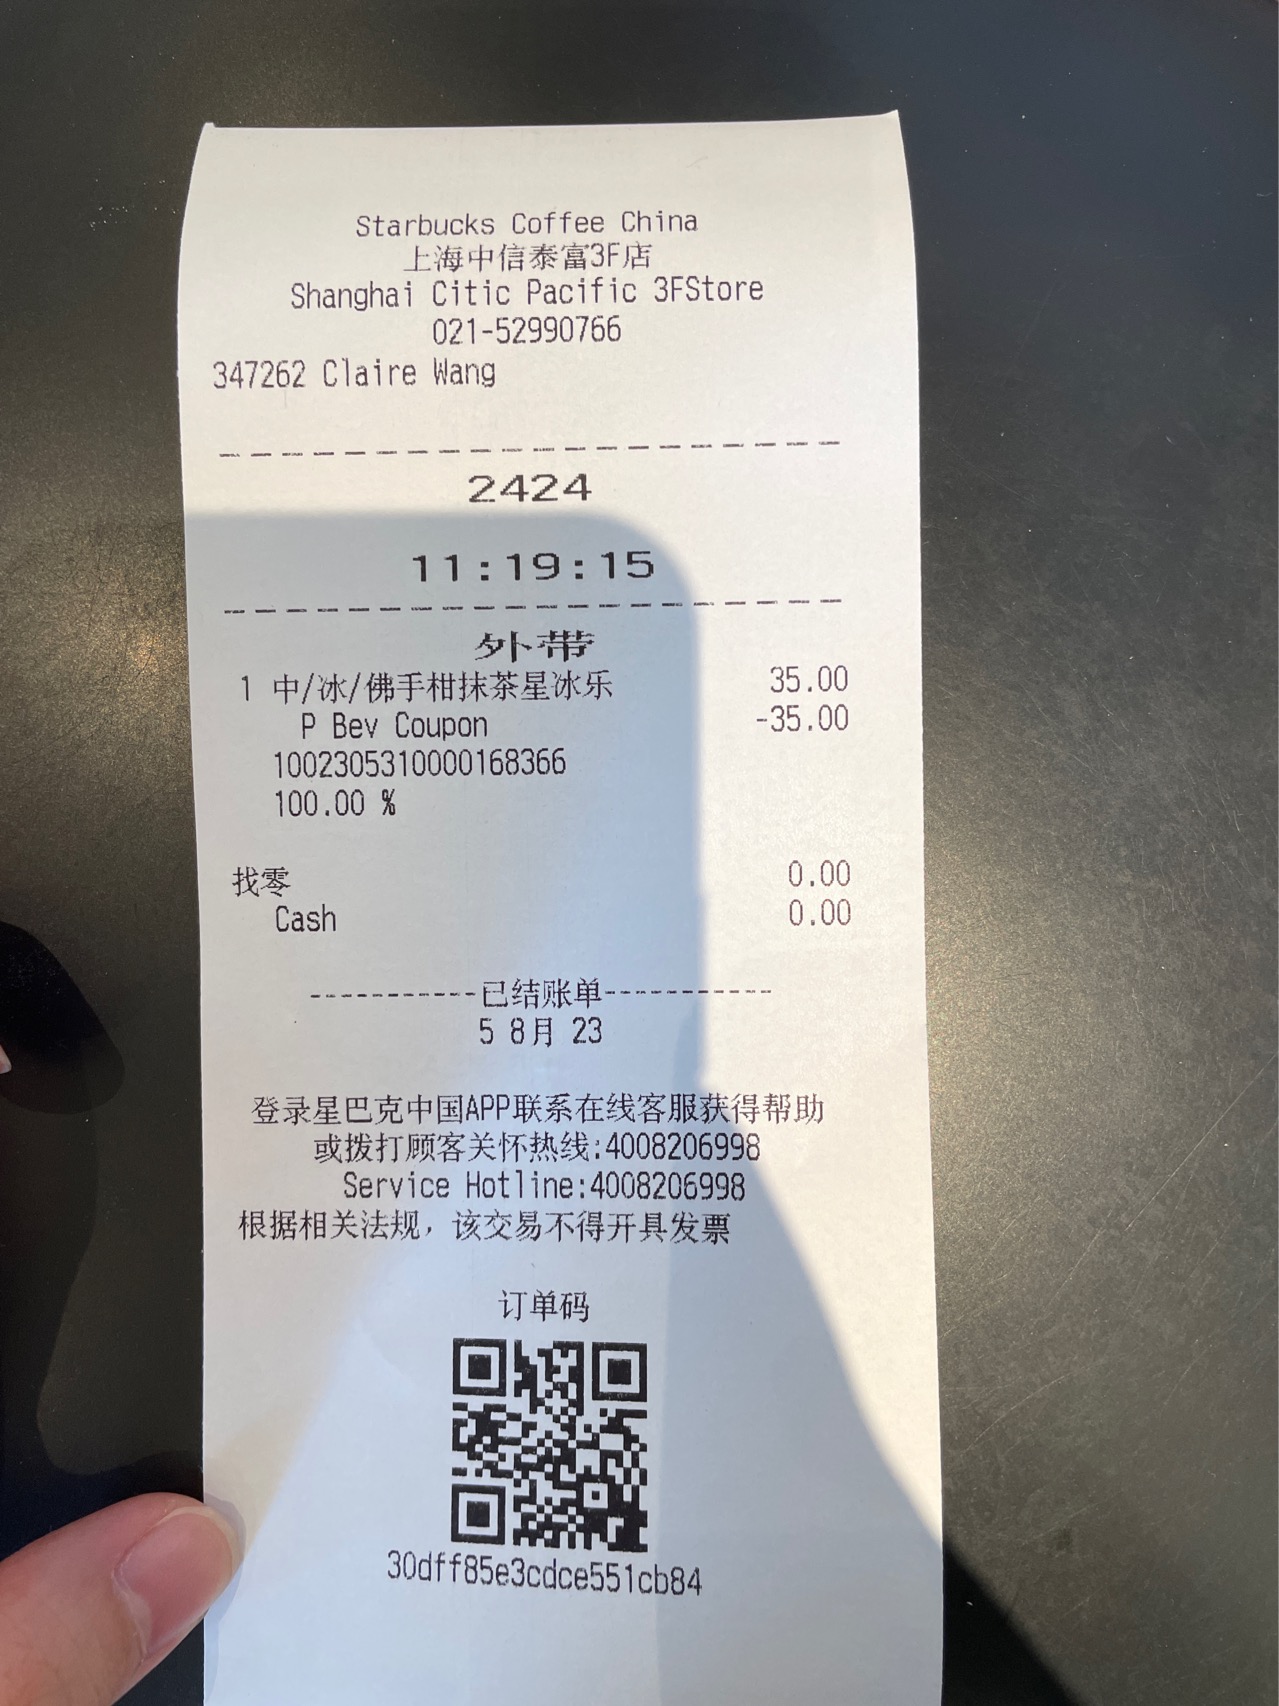 Starbucks Coffee China
上海中信泰富3F店
Shanghai Citic Pacific 3FStore
021-52990766
347262 Claire Wang
2424
11:19:15
外带
1 中/冰/佛手柑抹茶星冰乐 35.00
P Bev Coupon -35.00
1002305310000168366
100.00 %
找零 0.00
Cash 0.00
-----------已结账单-----------
5 8月 23
登录星巴克中国APP联系在线客服获得帮助
或拨打顾客关怀热线:4008206998
Service Hotline:4008206998
根据相关法规，该交易不得开具发票
订单码
30dff85e3cdce551cb84